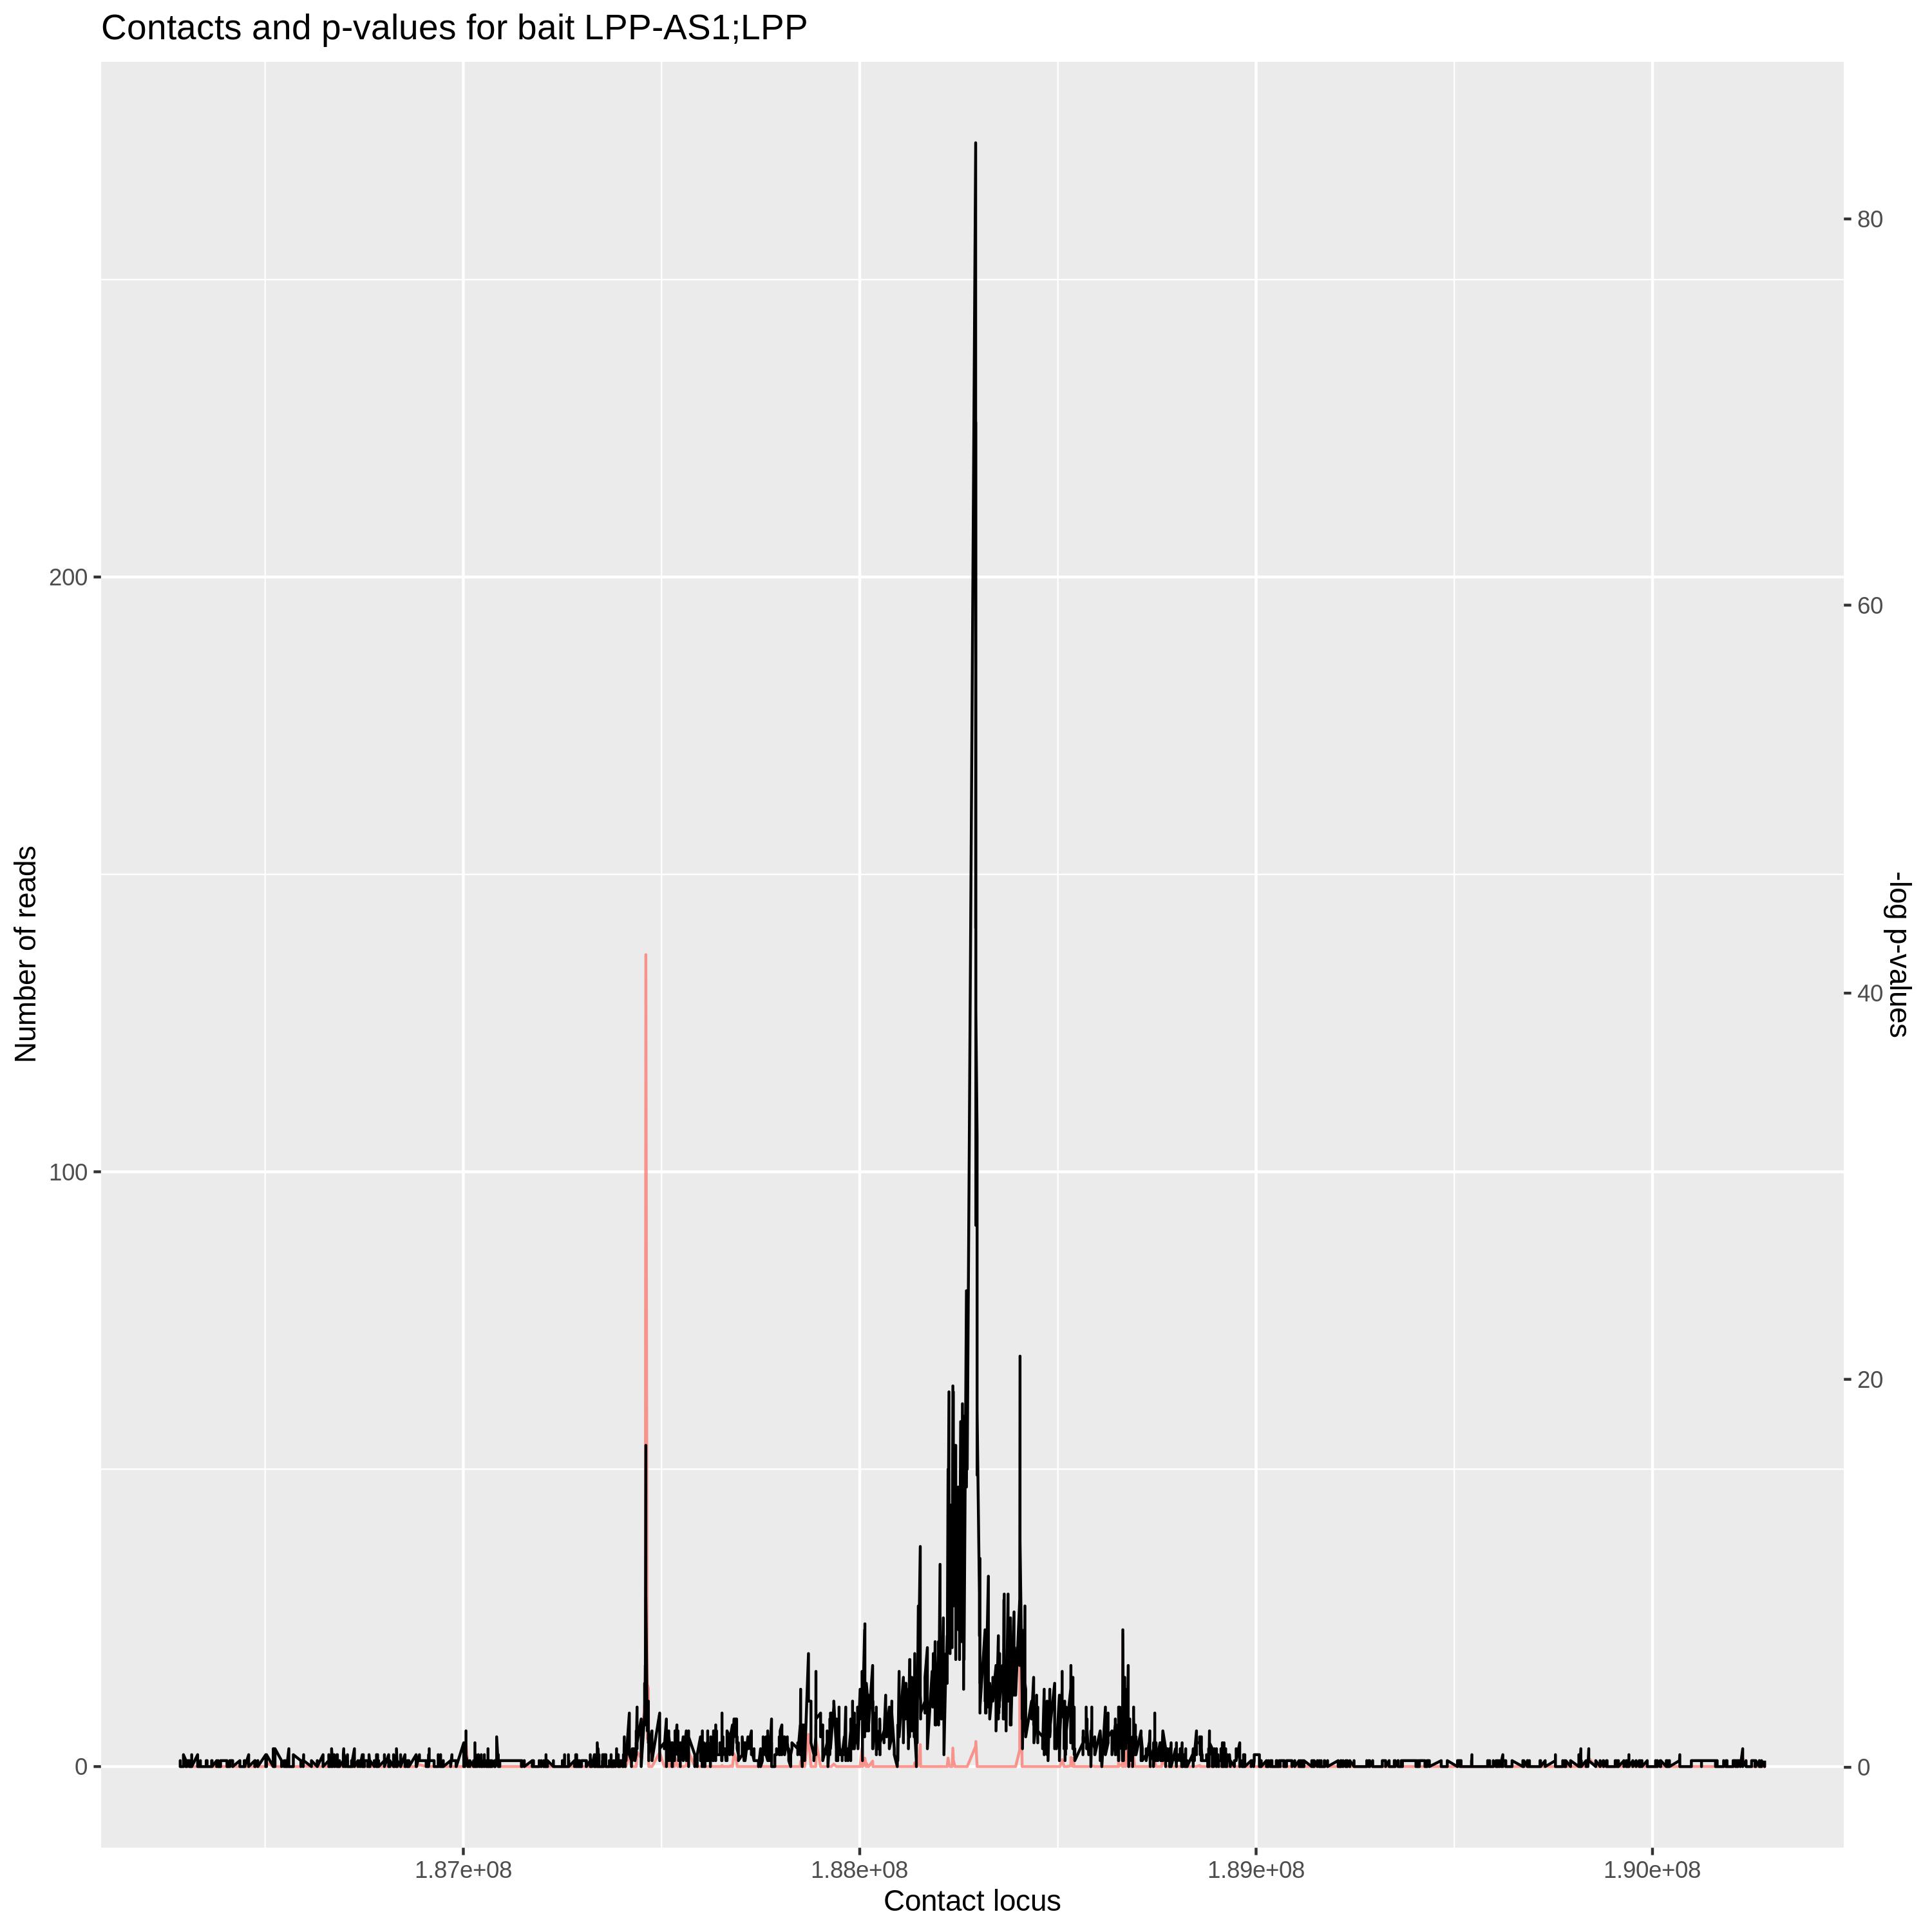 Contacts and p-values for bait LPP-AS1;LPP
Number of reads
200
100
0
80
60
40
20
0
-log p-values
1.87e+08
1.88e+08
1.89e+08
1.90e+08
Contact locus